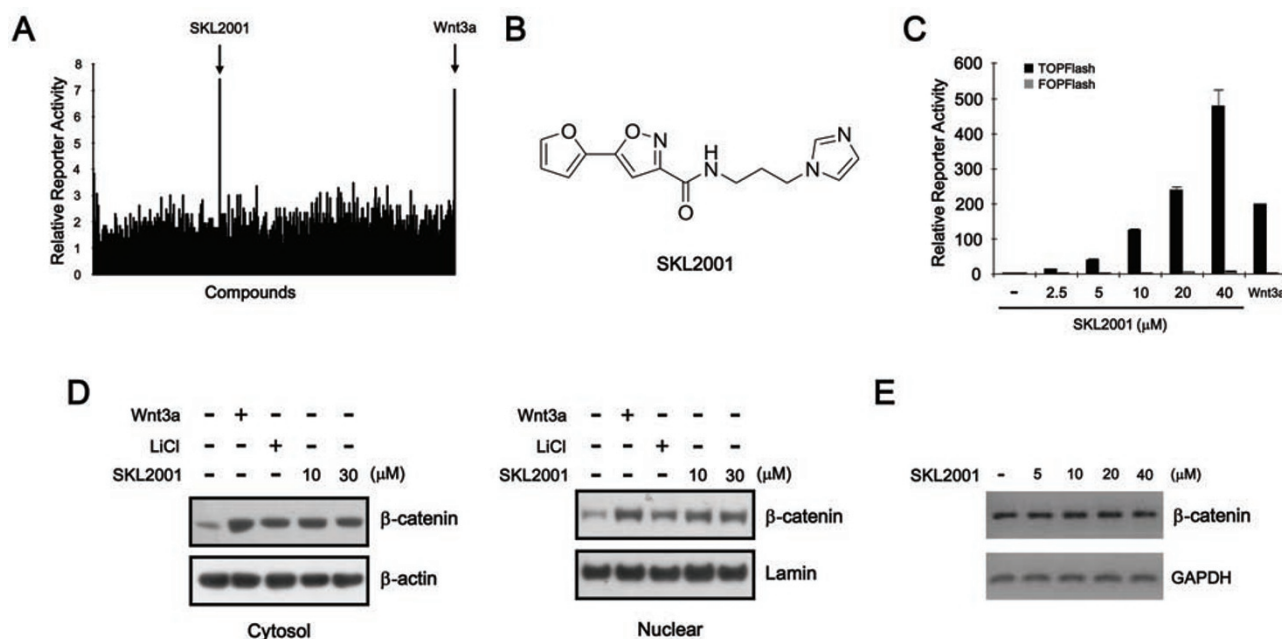 A
SKL2001
Wnt3a
Relative Reporter Activity
8
7
6
5
4
3
2
1
0
Compounds
B
O
O
N
H
N
O
N
N
SKL2001
C
TOPFlash
FOPFlash
Relative Reporter Activity
600
500
400
300
200
100
0
– 2.5 5 10 20 40 Wnt3a
SKL2001 (μM)
D
Wnt3a – + – – –
LiCl – – + – –
SKL2001 – – – 10 30 (μM)
β-catenin
β-actin
Cytosol
Wnt3a – + – – –
LiCl – – + – –
SKL2001 – – – 10 30 (μM)
β-catenin
Lamin
Nuclear
E
SKL2001 – 5 10 20 40 (μM)
β-catenin
GAPDH